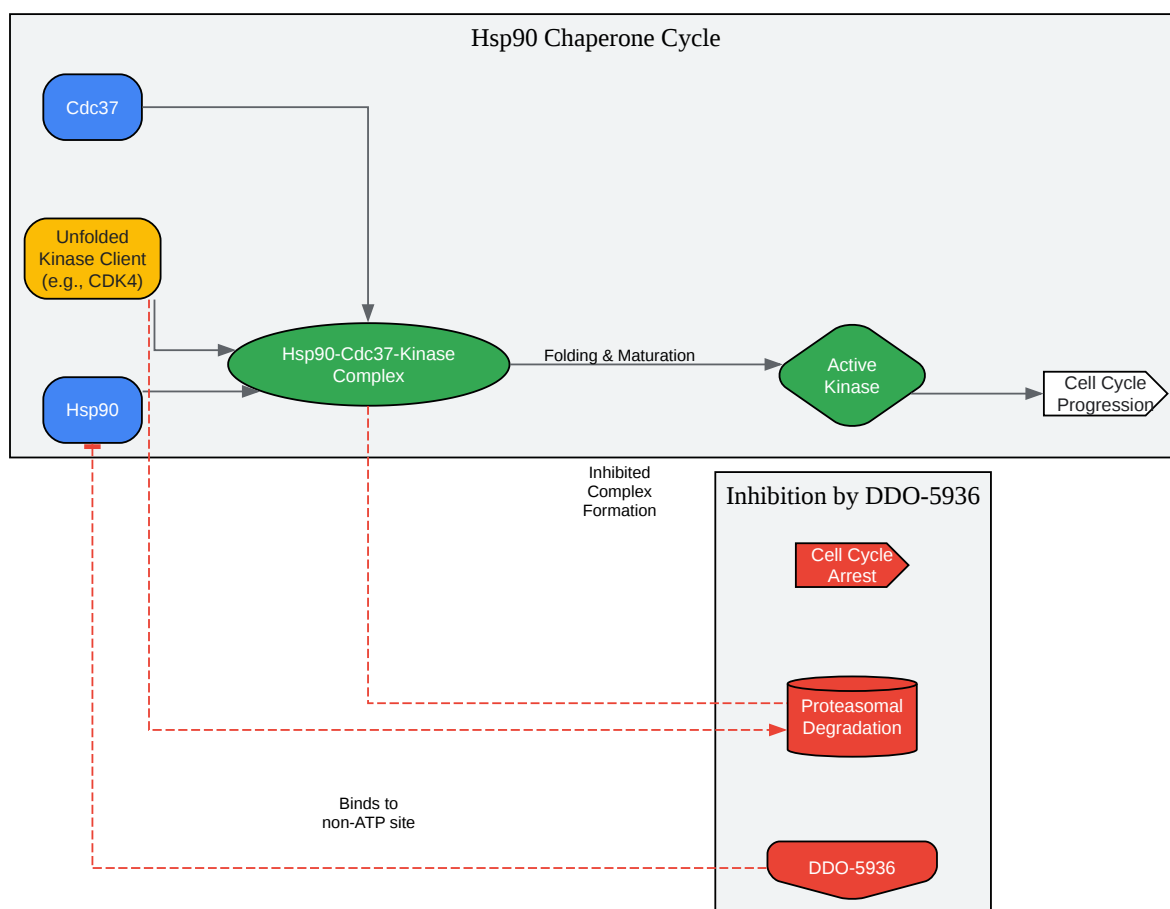 Hsp90 Chaperone Cycle
Cdc37
Unfolded
Kinase Client
(e.g., CDK4)
Hsp90-Cdc37-Kinase
Complex
Folding & Maturation
Active
Kinase
Cell Cycle
Progression
Hsp90
Inhibited
Complex
Formation
Inhibition by DDO-5936
Cell Cycle
Arrest
Proteasomal
Degradation
Binds to
non-ATP site
DDO-5936